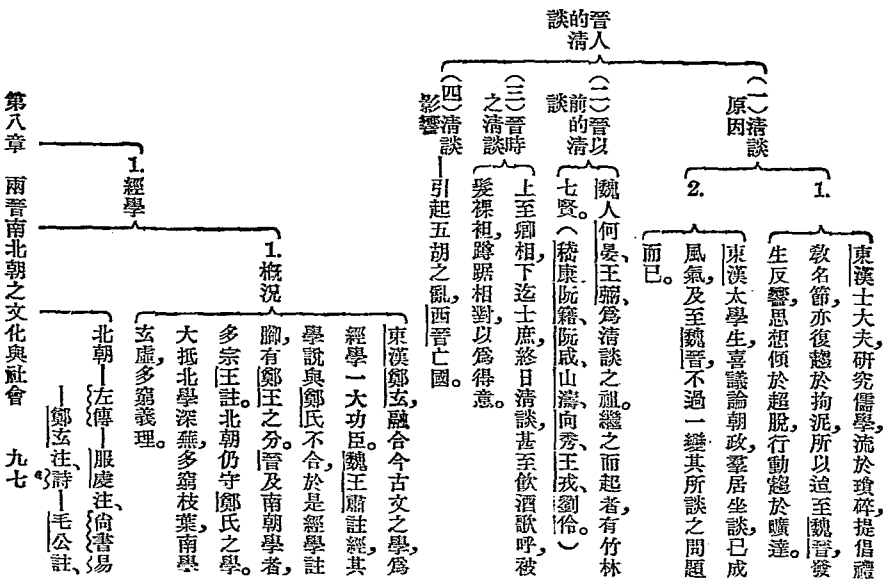 晉人
的清
談
(一)清談
原因
1.
東漢士大夫,研究儒學,流於瑣碎,提倡禮
教名節,亦復趨於拘泥,所以迨至魏晉,發
生反響,思想傾於超脫,行動趨於曠達。
2.
東漢太學生,喜議論朝政,羣居坐談,已成
風氣,及至魏晉,不過一變其所談之問題
而已。
(二)晉以
前的清
談
魏人何晏、王弼、爲清談之祖。繼之而起者,有竹林
七賢。(嵇康、阮籍、阮咸、山濤、向秀、王戎、劉伶。)
(三)晉時
之清談
上至卿相,下迄士庶,終日清談,甚至飲酒歌呼,被
髮裸袒,蹲踞相對,以爲得意。
(四)清談
影響
引起五胡之亂,西晉亡國。
1.經學
1.概況
東漢鄭玄,融合今古文之學,爲
經學一大功臣。魏王肅註經,其
學說與鄭氏不合,於是經學註
腳,有鄭王之分。晉及南朝學者,
多宗王註。北朝仍守鄭氏之學。
大抵北學深蕪,多窮枝葉,南學
玄虛,多窮義理。
北朝—左傳—服虔注、尚書易
—鄭玄注、詩—毛公註、
第八章 兩晉南北朝之文化與社會 九七